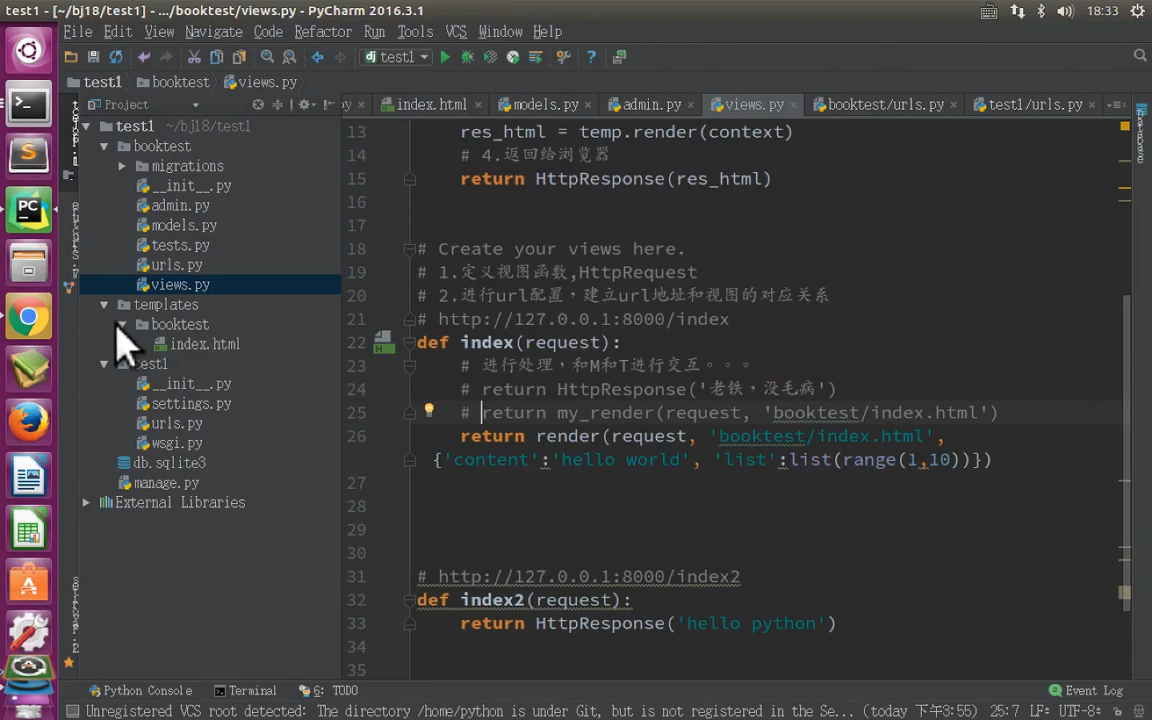 test1 - [~/bj18/test1] - .../booktest/views.py - PyCharm 2016.3.1
18:33
File Edit View Navigate Code Refactor Run Tools VCS Window Help
test1
test1 booktest views.py
Project
index.html models.py admin.py views.py booktest/urls.py test1/urls.py
test1 ~/bj18/test1
booktest
migrations
__init__.py
admin.py
models.py
tests.py
urls.py
views.py
templates
booktest
index.html
test1
__init__.py
settings.py
urls.py
wsgi.py
db.sqlite3
manage.py
External Libraries
13 res_html = temp.render(context)
14 # 4.返回给浏览器
15 return HttpResponse(res_html)
16
17
18 # Create your views here.
19 # 1.定义视图函数,HttpRequest
20 # 2.进行url配置，建立url地址和视图的对应关系
21 # http://127.0.0.1:8000/index
22 def index(request):
23 # 进行处理，和M和T进行交互。。。
24 # return HttpResponse('老铁，没毛病')
25 # return my_render(request, 'booktest/index.html')
26 return render(request, 'booktest/index.html',
{'content':'hello world', 'list':list(range(1,10))})
27
28
29
30
31 # http://127.0.0.1:8000/index2
32 def index2(request):
33 return HttpResponse('hello python')
34
35
Python Console Terminal 6: TODO Event Log
Unregistered VCS root detected: The directory /home/python is under Git, but is not registered in the Se... (today 下午3:55) 25:7 LF÷ UTF-8÷